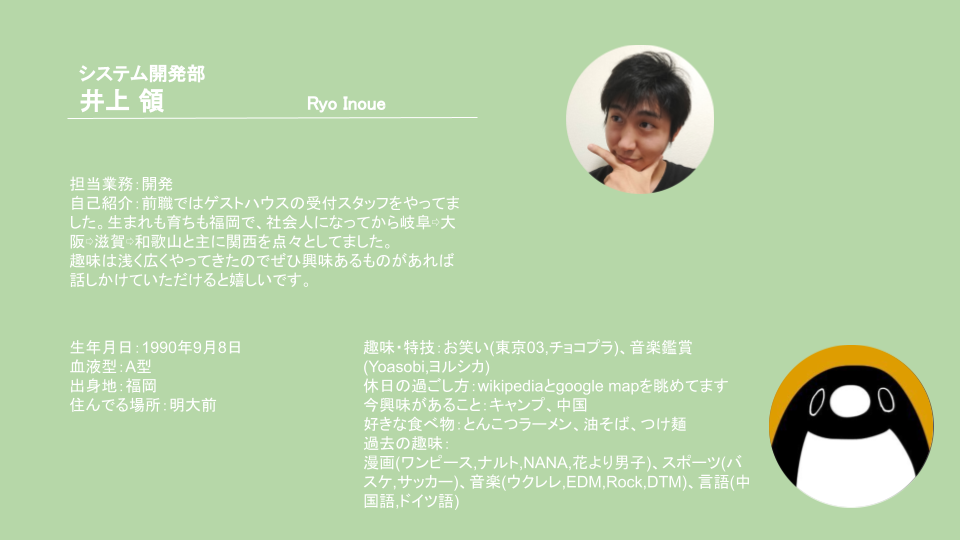 システム開発部
井上 領
Ryo Inoue
担当業務：開発
自己紹介：前職ではゲストハウスの受付スタッフをやってま
した。生まれも育ちも福岡で、社会人になってから岐阜⇨大
阪⇨滋賀⇨和歌山と主に関西を点々としてました。
趣味は浅く広くやってきたのでぜひ興味あるものがあれば
話しかけていただけると嬉しいです。
生年月日：1990年9月8日
血液型：A型
出身地：福岡
住んでる場所：明大前
趣味・特技：お笑い(東京03,チョコプラ)、音楽鑑賞
(Yoasobi,ヨルシカ)
休日の過ごし方：wikipediaとgoogle mapを眺めてます
今興味があること：キャンプ、中国
好きな食べ物：とんこつラーメン、油そば、つけ麺
過去の趣味：
漫画(ワンピース,ナルト,NANA,花より男子)、スポーツ(バ
スケ,サッカー)、音楽(ウクレレ,EDM,Rock,DTM)、言語(中
国語,ドイツ語)